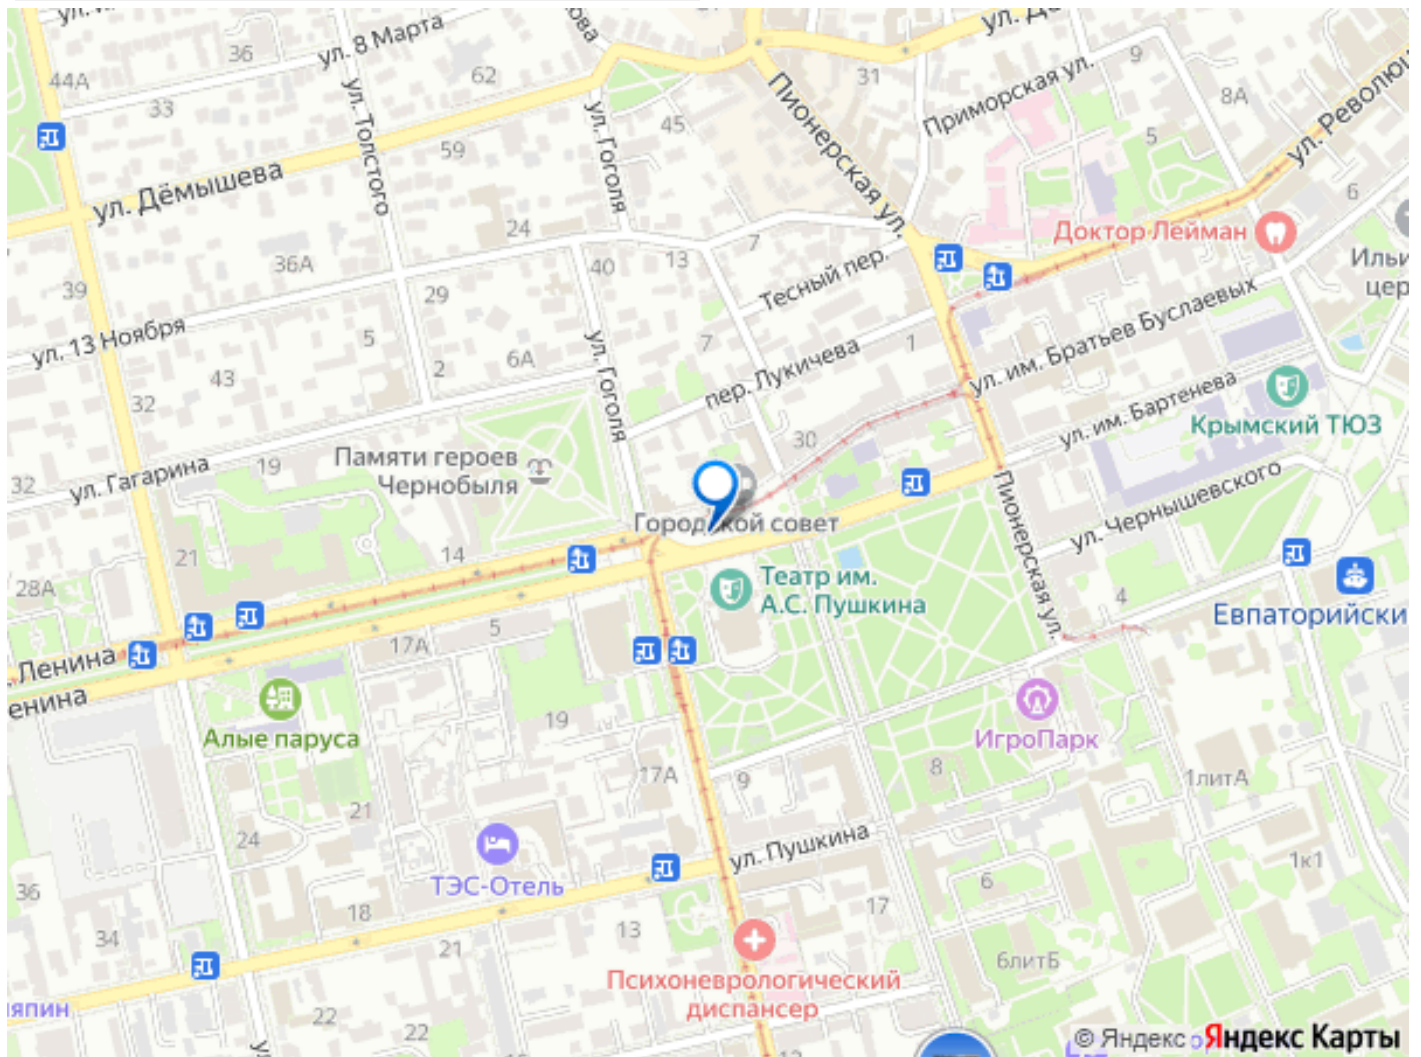 ул. 8 Марта
36
44А
33
62
ул. Толстого
ул. Гоголя
45
59
ул. Дёмышева
Пионерская ул.
31
9
Приморская ул.
8А
5
6
24
36А
39
29
40
13
7
Тесный пер.
Доктор Лейман
ул. 13 Ноября
5
43
2
6А
32
ул. Гоголя
7
пер. Лукичева
1
ул. им. Братьев Буслаевых
ул. им. Бартенева
Крымский ТЮЗ
ул. Чернышевского
30
Памяти героев
Чернобыля
ул. Гагарина
19
32
Городской совет
Пионерская ул.
21
14
28А
Театр им.
А.С. Пушкина
4
Евпаторийски
17А
5
Ленина
енина
Алые паруса
19
ИгроПарк
17А
9
8
1литА
21
24
ТЭС-Отель
ул. Пушкина
1к1
36
18
6
17
34
21
13
Психоневрологический
диспансер
6литБ
япин
22
22
12
© Яндекс
Яндекс Карты